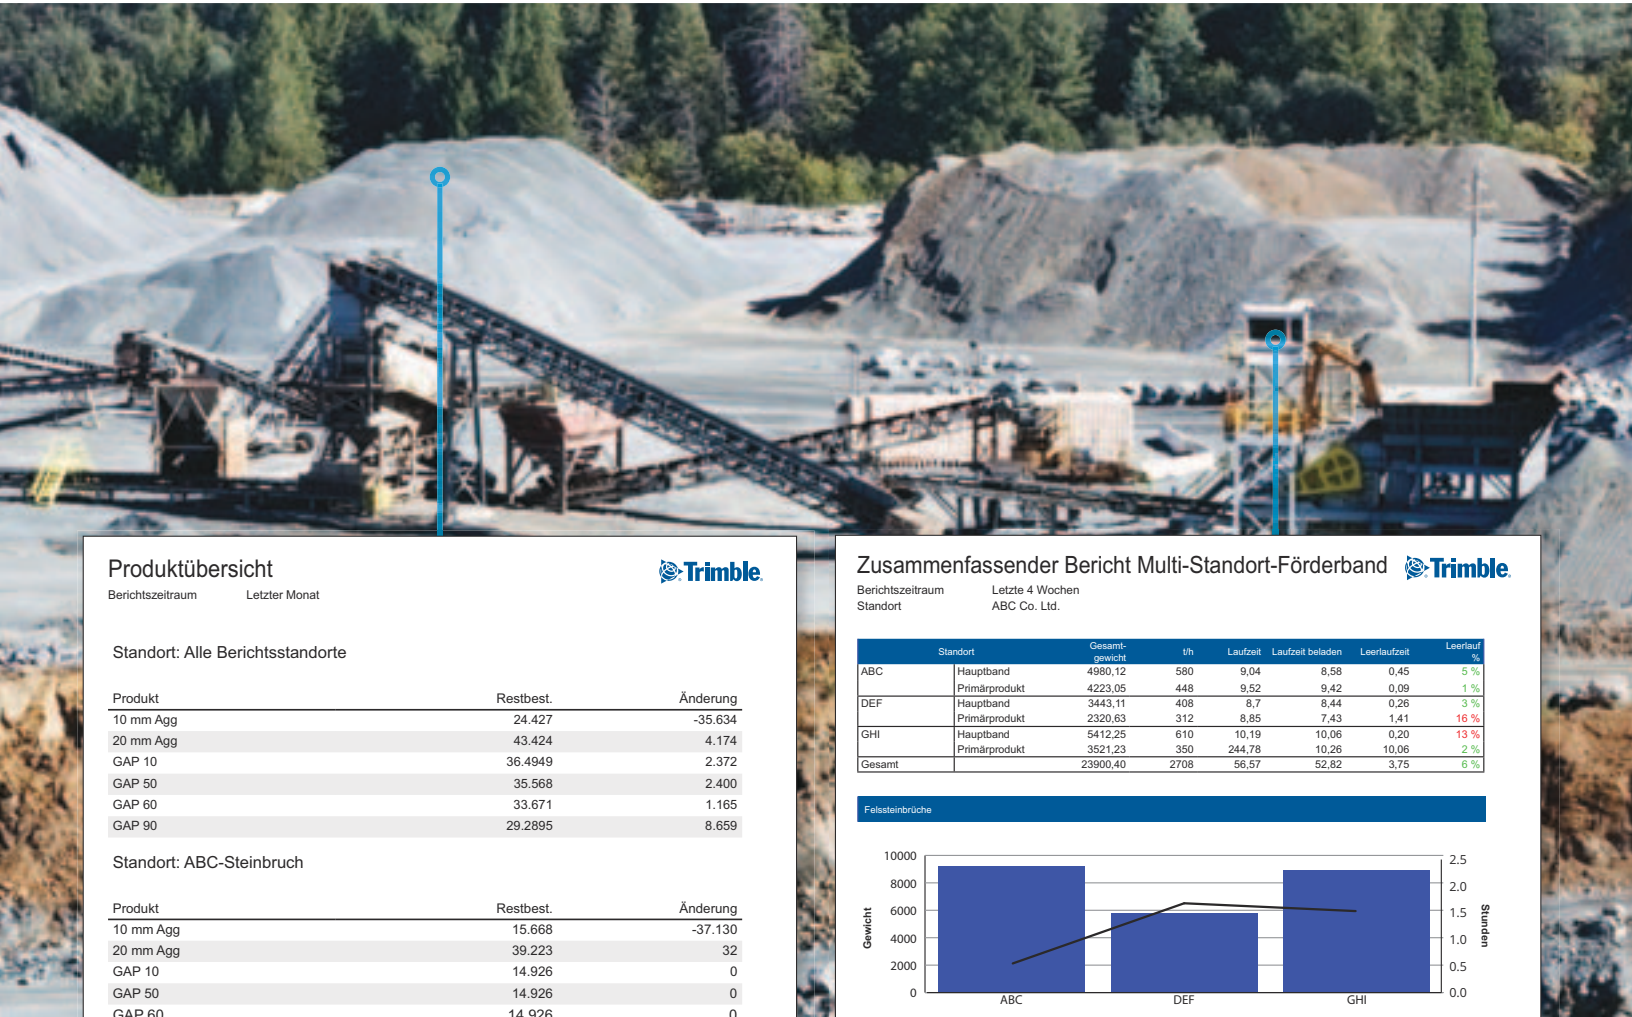 Produktübersicht
Trimble.
Berichtszeitraum Letzter Monat
Standort: Alle Berichtsstandorte
Produkt Restbest. Änderung
10 mm Agg 24.427 -35.634
20 mm Agg 43.424 4.174
GAP 10 36.4949 2.372
GAP 50 35.568 2.400
GAP 60 33.671 1.165
GAP 90 29.2895 8.659
Standort: ABC-Steinbruch
Produkt Restbest. Änderung
10 mm Agg 15.668 -37.130
20 mm Agg 39.223 32
GAP 10 14.926 0
GAP 50 14.926 0
GAP 60 14.926 0
Zusammenfassender Bericht Multi-Standort-Förderband
Trimble.
Berichtszeitraum Letzte 4 Wochen
Standort ABC Co. Ltd.
Standort Gesamt-gewicht t/h Laufzeit Laufzeit beladen Leerlaufzeit Leerlauf %
ABC Hauptband 4980,12 580 9,04 8,58 0,45 5 %
Primärprodukt 4223,05 448 9,52 9,42 0,09 1 %
DEF Hauptband 3443,11 408 8,7 8,44 0,26 3 %
Primärprodukt 2320,63 312 8,85 7,43 1,41 16 %
GHI Hauptband 5412,25 610 10,19 10,06 0,20 13 %
Primärprodukt 3521,23 350 244,78 10,26 10,06 2 %
Gesamt 23900,40 2708 56,57 52,82 3,75 6 %
Felssteinbrüche
Gewicht
10000
8000
6000
4000
2000
0
ABC DEF GHI
2.5
2.0
1.5
1.0
0.5
0.0
Stunden